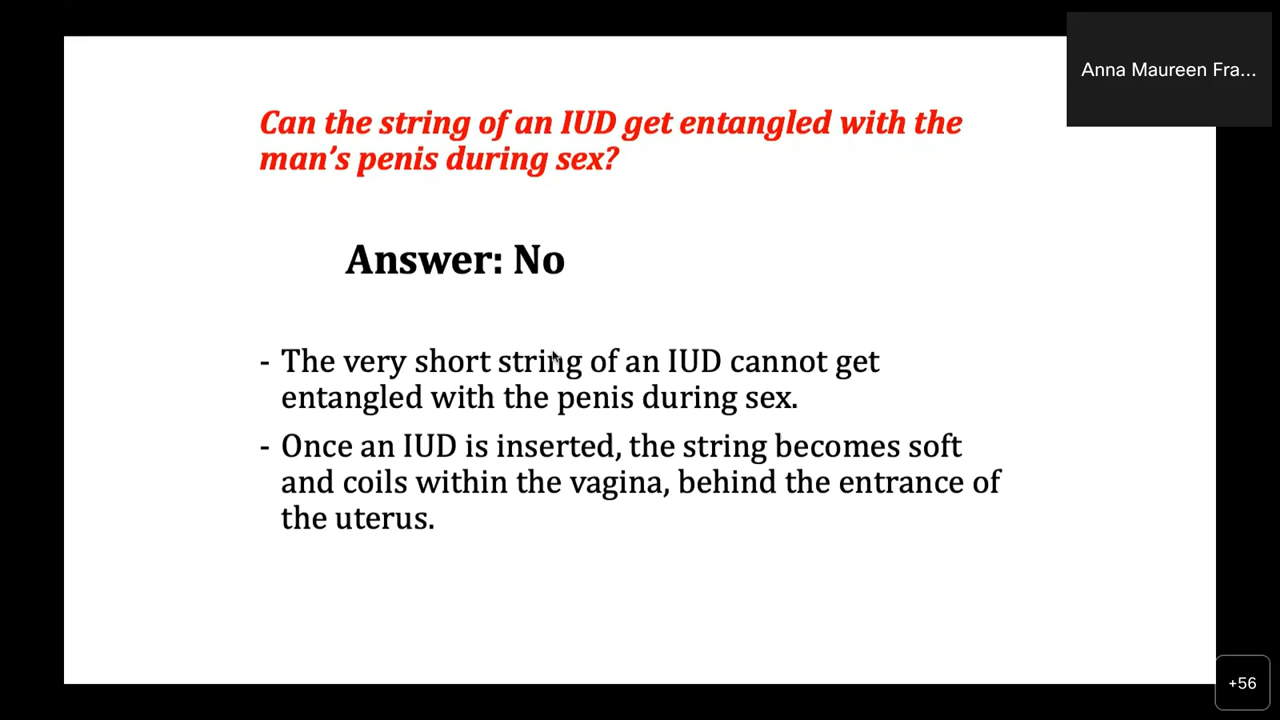 Anna Maureen Fra...
Can the string of an IUD get entangled with the
man's penis during sex?
Answer: No
- The very short string of an IUD cannot get
entangled with the penis during sex.
- Once an IUD is inserted, the string becomes soft
and coils within the vagina, behind the entrance of
the uterus.
+56